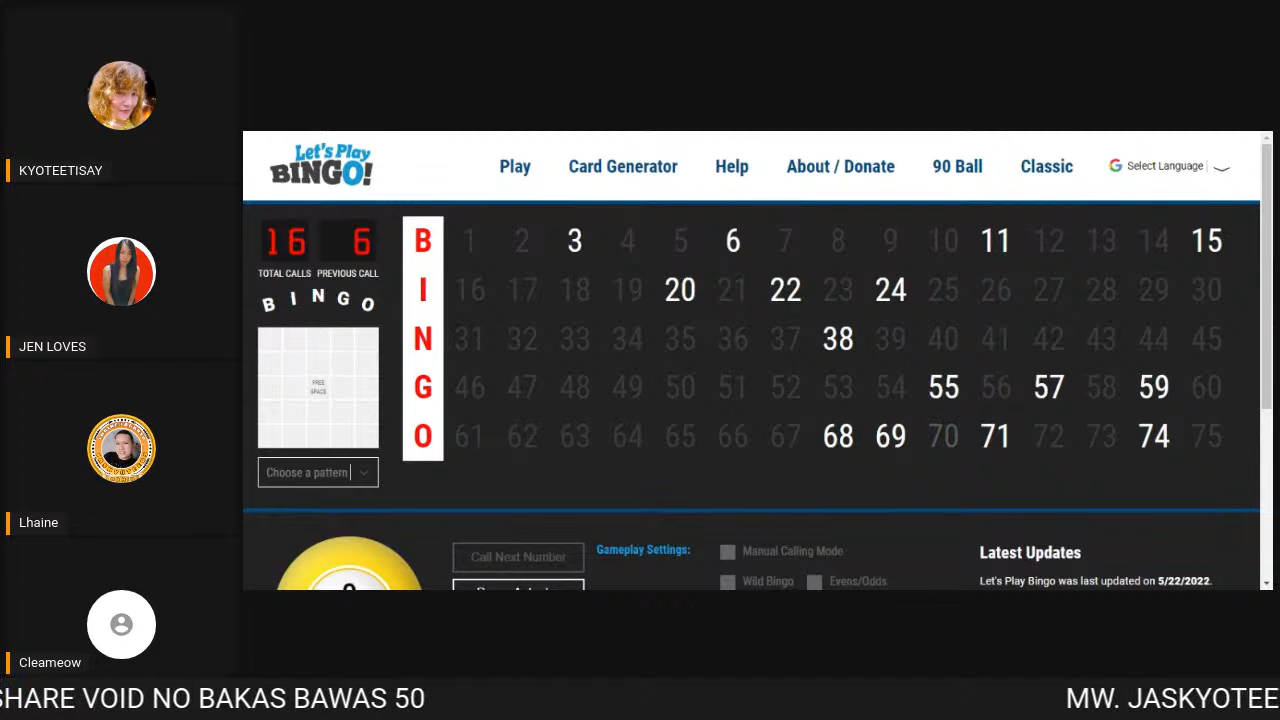 KYOTEETISAY
JEN LOVES
Lhaine
Cleameow
Let's Play
BINGO!
Play Card Generator Help About / Donate 90 Ball Classic Select Language
16 6
TOTAL CALLS PREVIOUS CALL
B I N G O
FREE
SPACE
Choose a pattern
B 1 2 3 4 5 6 7 8 9 10 11 12 13 14 15
I 16 17 18 19 20 21 22 23 24 25 26 27 28 29 30
N 31 32 33 34 35 36 37 38 39 40 41 42 43 44 45
G 46 47 48 49 50 51 52 53 54 55 56 57 58 59 60
O 61 62 63 64 65 66 67 68 69 70 71 72 73 74 75
Call Next Number
Gameplay Settings:
Manual Calling Mode
Wild Bingo Evens/Odds
Latest Updates
Let's Play Bingo was last updated on 5/22/2022.
SHARE VOID NO BAKAS BAWAS 50 MW. JASKYOTEE